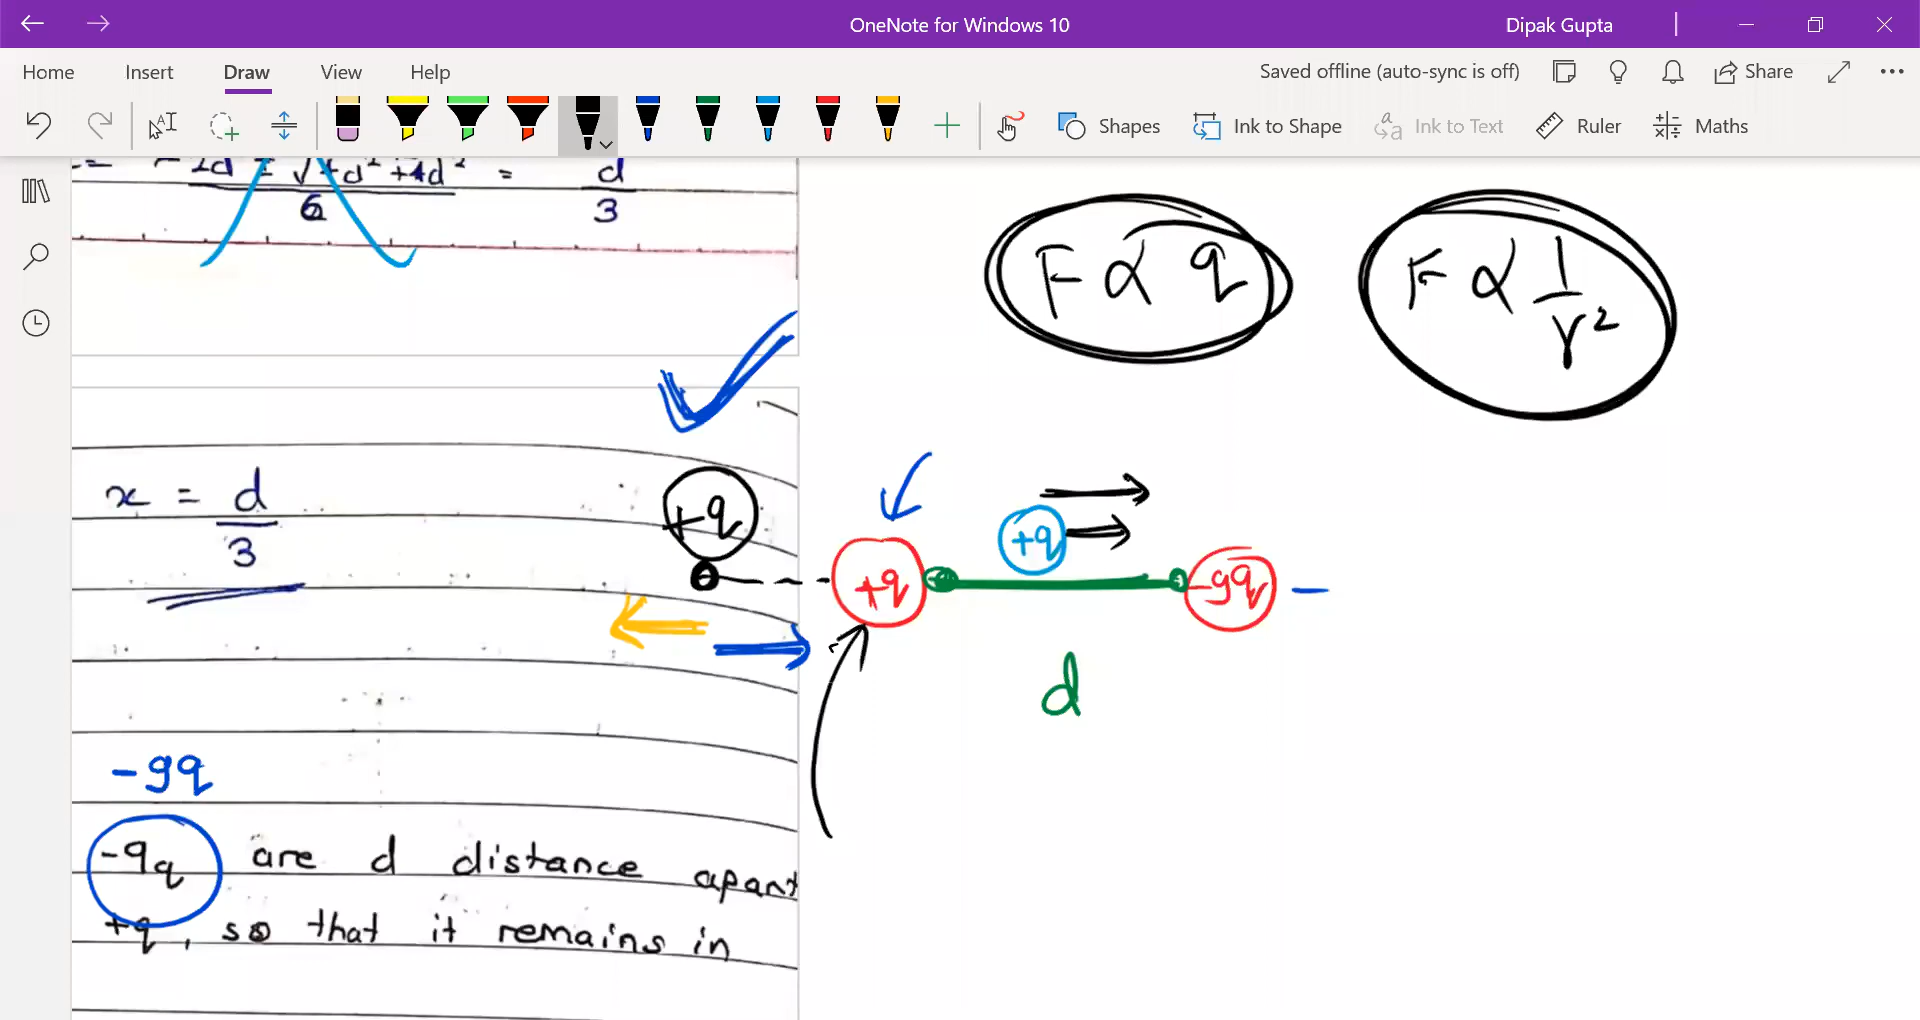 OneNote for Windows 10
Dipak Gupta
Home Insert Draw View Help
Saved offline (auto-sync is off) Share
Shapes Ink to Shape Ink to Text Ruler Maths
6
= d/3
F ∝ q
F ∝ 1/r²
x = d/3
+q
+q
+q
-9q
d
-9q
-9q are d distance apart
+q, so that it remains in